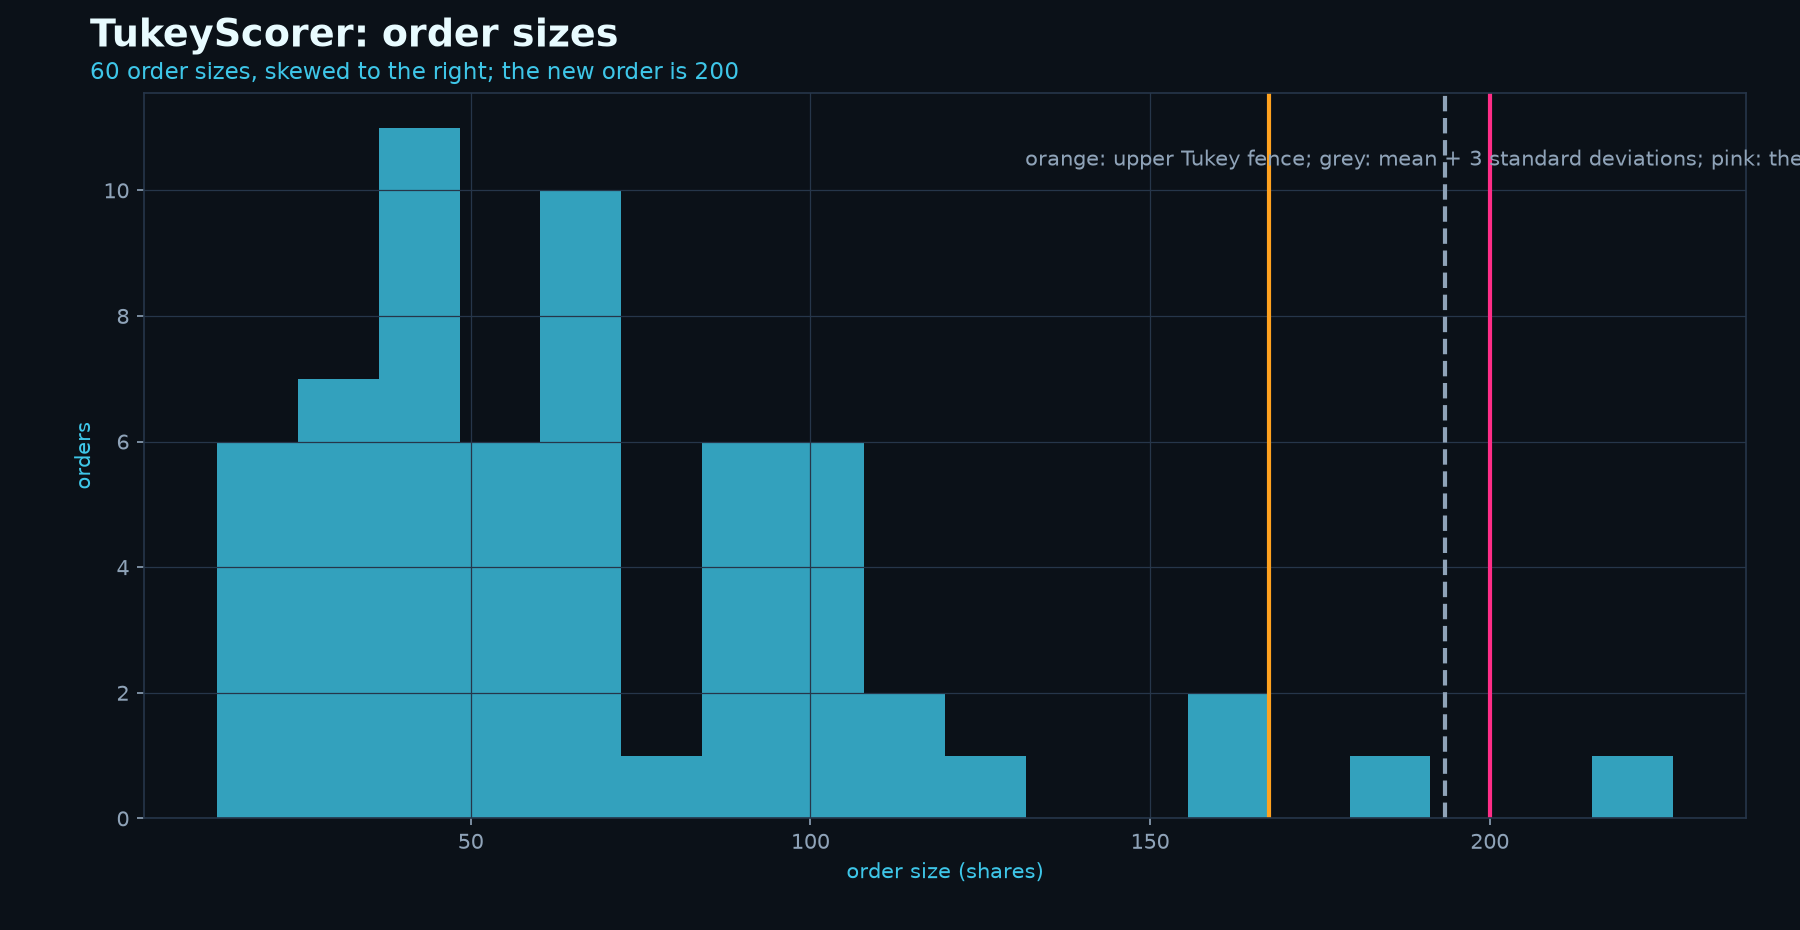 TukeyScorer: order sizes
60 order sizes, skewed to the right; the new order is 200
orange: upper Tukey fence; grey: mean + 3 standard deviations; pink: the
10
8
6
4
2
0
orders
50
100
150
200
order size (shares)